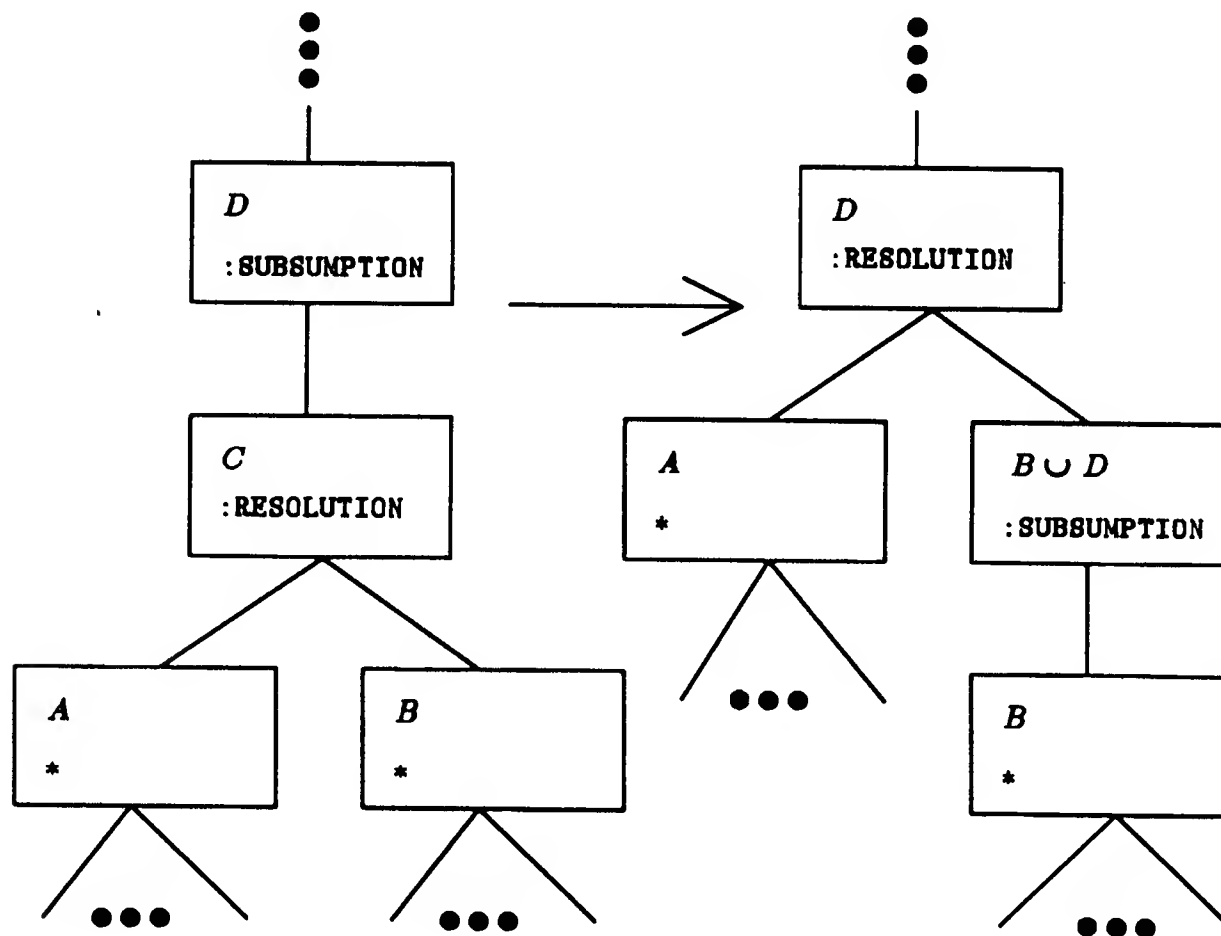 D
:SUBSUMPTION
C
:RESOLUTION
A
*
B
*
D
:RESOLUTION
A
*
B ∪ D
:SUBSUMPTION
B
*